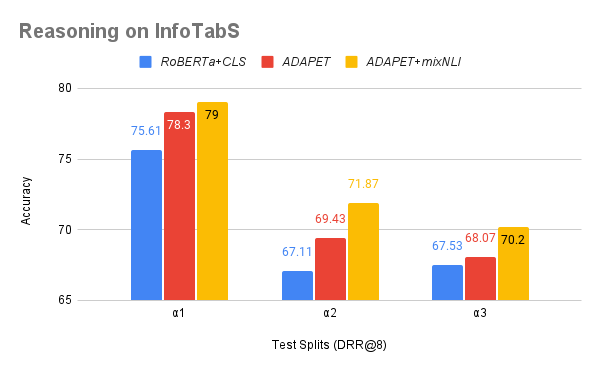 Reasoning on InfoTabS
RoBERTa+CLS ADAPET ADAPET+mixNLI
80
75
70
65
Accuracy
75.61 78.3 79
67.11 69.43 71.87
67.53 68.07 70.2
α1 α2 α3
Test Splits (DRR@8)